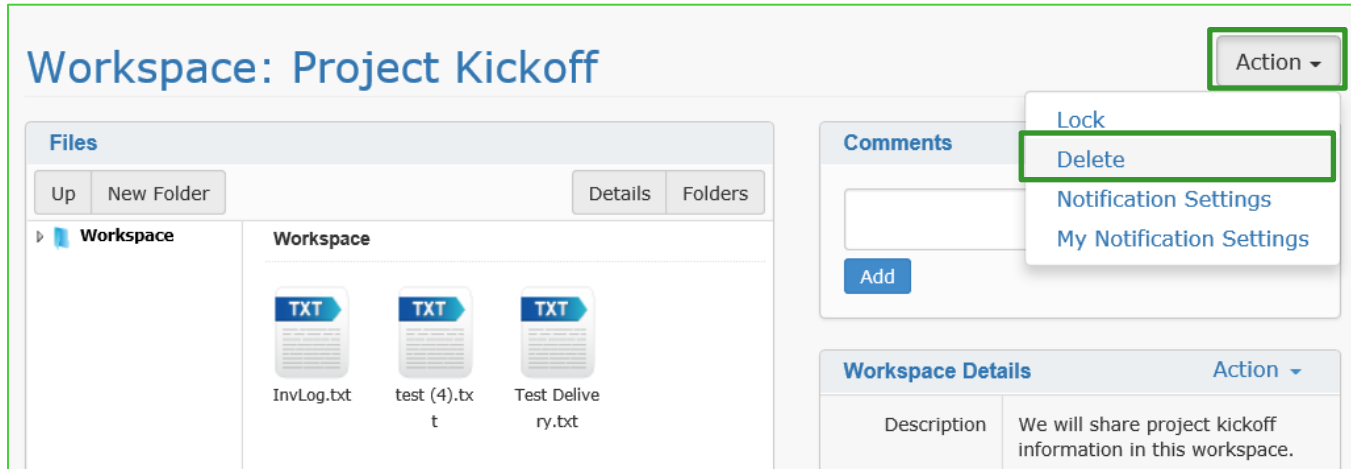 Workspace: Project Kickoff
Action
Lock
Delete
Notification Settings
My Notification Settings
Files
Up
New Folder
Details
Folders
Workspace
Workspace
TXT
TXT
TXT
InvLog.txt
test (4).tx
t
Test Delive
ry.txt
Comments
Add
Workspace Details
Action
Description
We will share project kickoff
information in this workspace.